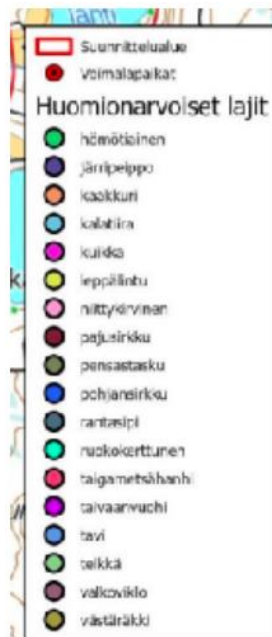 Suunnittelualue
Voimalapaikat
Huomionarvoiset lajit
hömötiainen
järripeippo
kaakkuri
kalatiira
kuikka
leppälintu
niittykirvinen
pajusirkku
pensastasku
pohjansirkku
rantasipi
ruokokerttunen
taigametsähanhi
taivaanvuohi
tavi
telkkä
valkoviklo
västäräkki